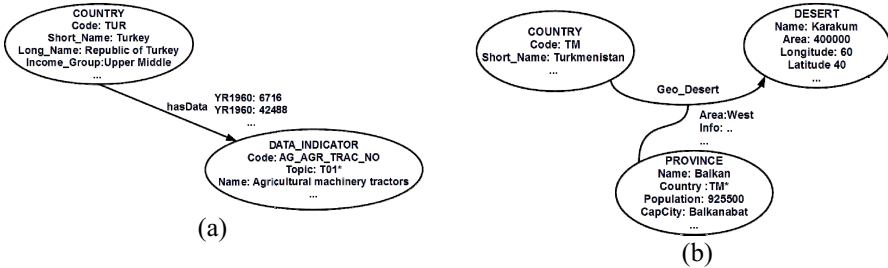 COUNTRY
Code: TUR
Short_Name: Turkey
Long_Name: Republic of Turkey
Income_Group:Upper Middle
...
hasData
YR1960: 6716
YR1960: 42488
...
DATA_INDICATOR
Code: AG_AGR_TRAC_NO
Topic: T01*
Name: Agricultural machinery tractors
...
(a)
COUNTRY
Code: TM
Short_Name: Turkmenistan
...
DESERT
Name: Karakum
Area: 400000
Longitude: 60
Latitude 40
...
Geo_Desert
Area:West
Info: ..
...
PROVINCE
Name: Balkan
Country :TM*
Population: 925500
CapCity: Balkanabat
...
(b)